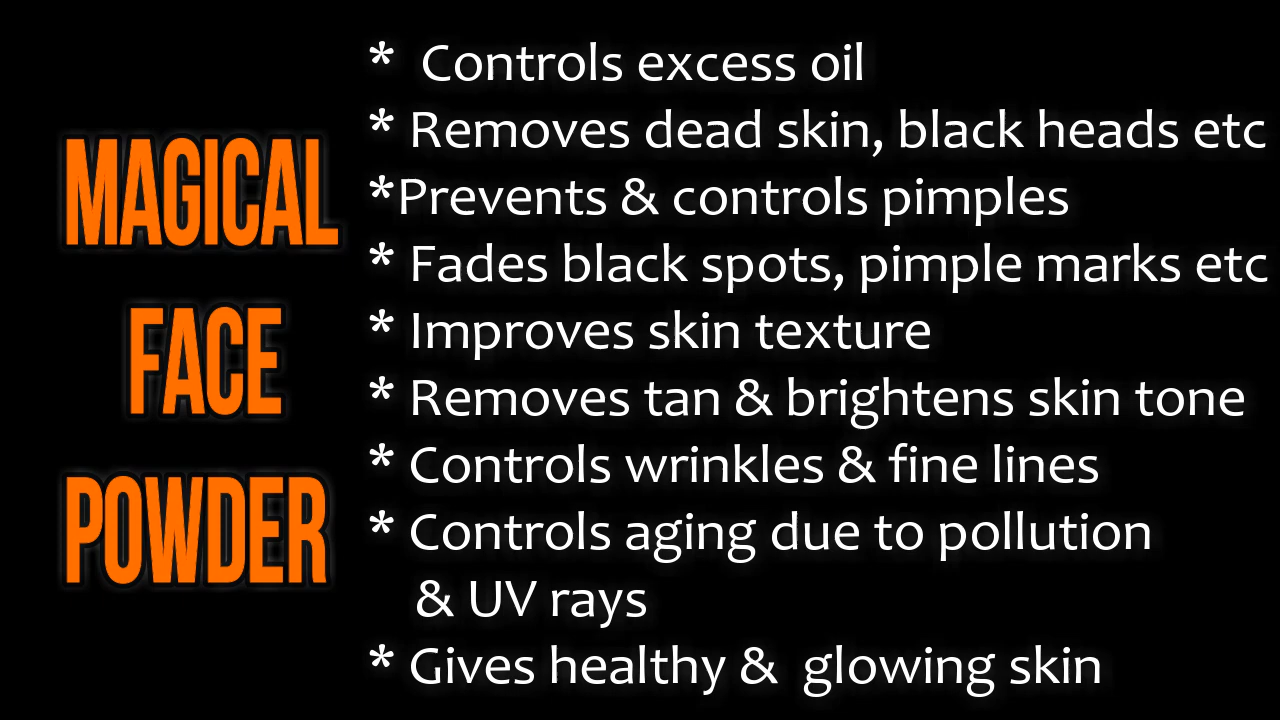 MAGICAL
FACE
POWDER
*  Controls excess oil
* Removes dead skin, black heads etc
*Prevents & controls pimples
* Fades black spots, pimple marks etc
* Improves skin texture
* Removes tan & brightens skin tone
* Controls wrinkles & fine lines
* Controls aging due to pollution
& UV rays
* Gives healthy &  glowing skin